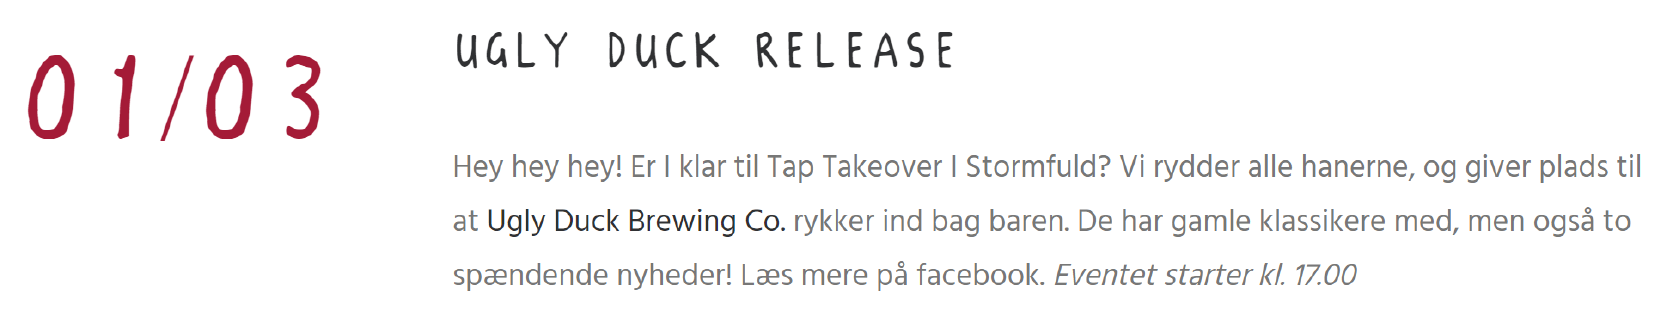 01/03
UGLY DUCK RELEASE
Hey hey hey! Er I klar til Tap Takeover I Stormfuld? Vi rydder alle hanerne, og giver plads til
at Ugly Duck Brewing Co. rykker ind bag baren. De har gamle klassikere med, men også to
spændende nyheder! Læs mere på facebook. Eventet starter kl. 17.00